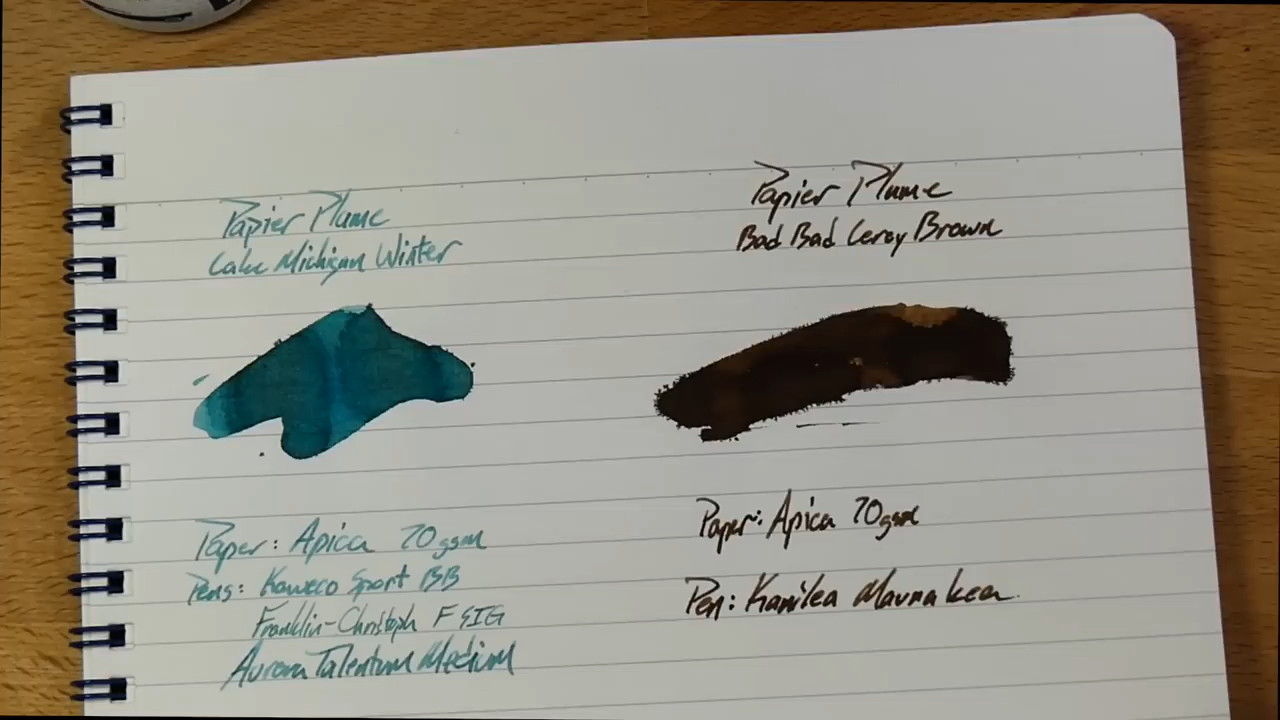 Papier Plume
Lake Michigan Winter
Paper: Apica 70gsm
Pens: Kaweco Sport BB
Franklin-Christoph F SIG
Aurora Talentum Medium
Papier Plume
Bad Bad Leroy Brown
Paper: Apica 70gsm
Pen: Kanilea Mauna kea